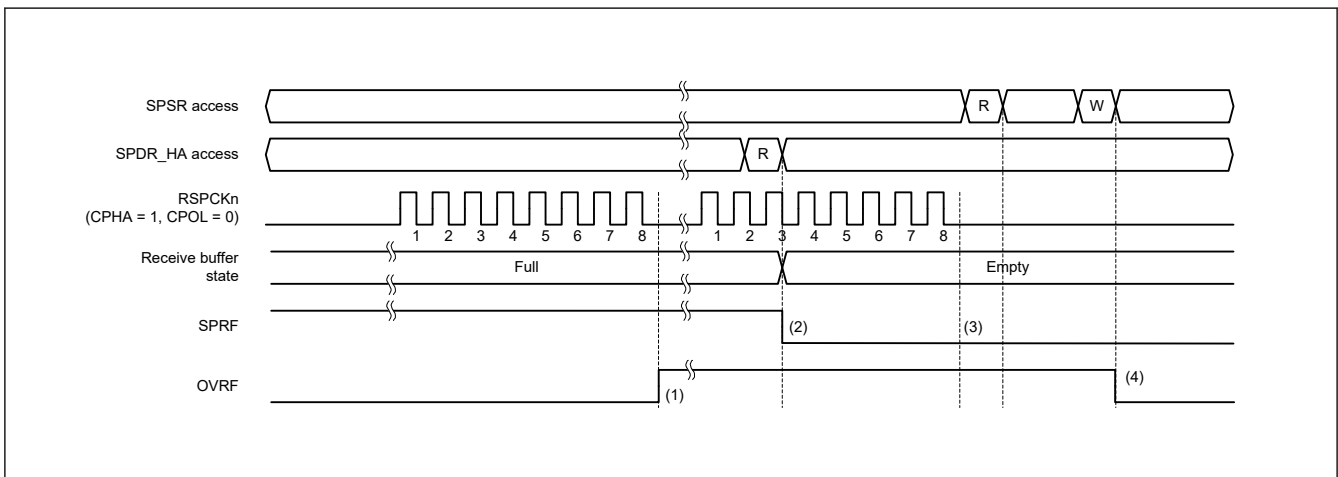 SPSR access
R
W
SPDR_HA access
R
RSPCKn
(CPHA = 1, CPOL = 0)
1 2 3 4 5 6 7 8
1 2 3 4 5 6 7 8
Receive buffer
state
Full
Empty
SPRF
(2)
(3)
OVRF
(1)
(4)